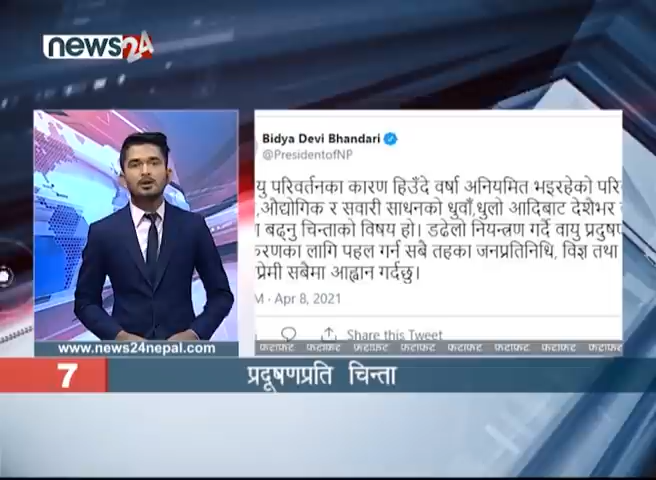 news24
Bidya Devi Bhandari
@PresidentofNP
यु परिवर्तनका कारण हिउँदे वर्षा अनियमित भइरहेको परि
,औद्योगिक र सवारी साधनको धुवाँ,धुलो आदिबाट देशैभर
बढ्नु चिन्ताको विषय हो। डढेलो नियन्त्रण गर्दै वायु प्रदुषण
करणका लागि पहल गर्न सबै तहका जनप्रतिनिधि, विज्ञ तथा
प्रेमी सबैमा आह्वान गर्दछु।
M · Apr 8, 2021
Share this Tweet
www.news24nepal.com
फटाफट फटाफट फटाफट फटाफट फटाफट फटाफट फटाफट फटाफट
7 प्रदूषणप्रति चिन्ता